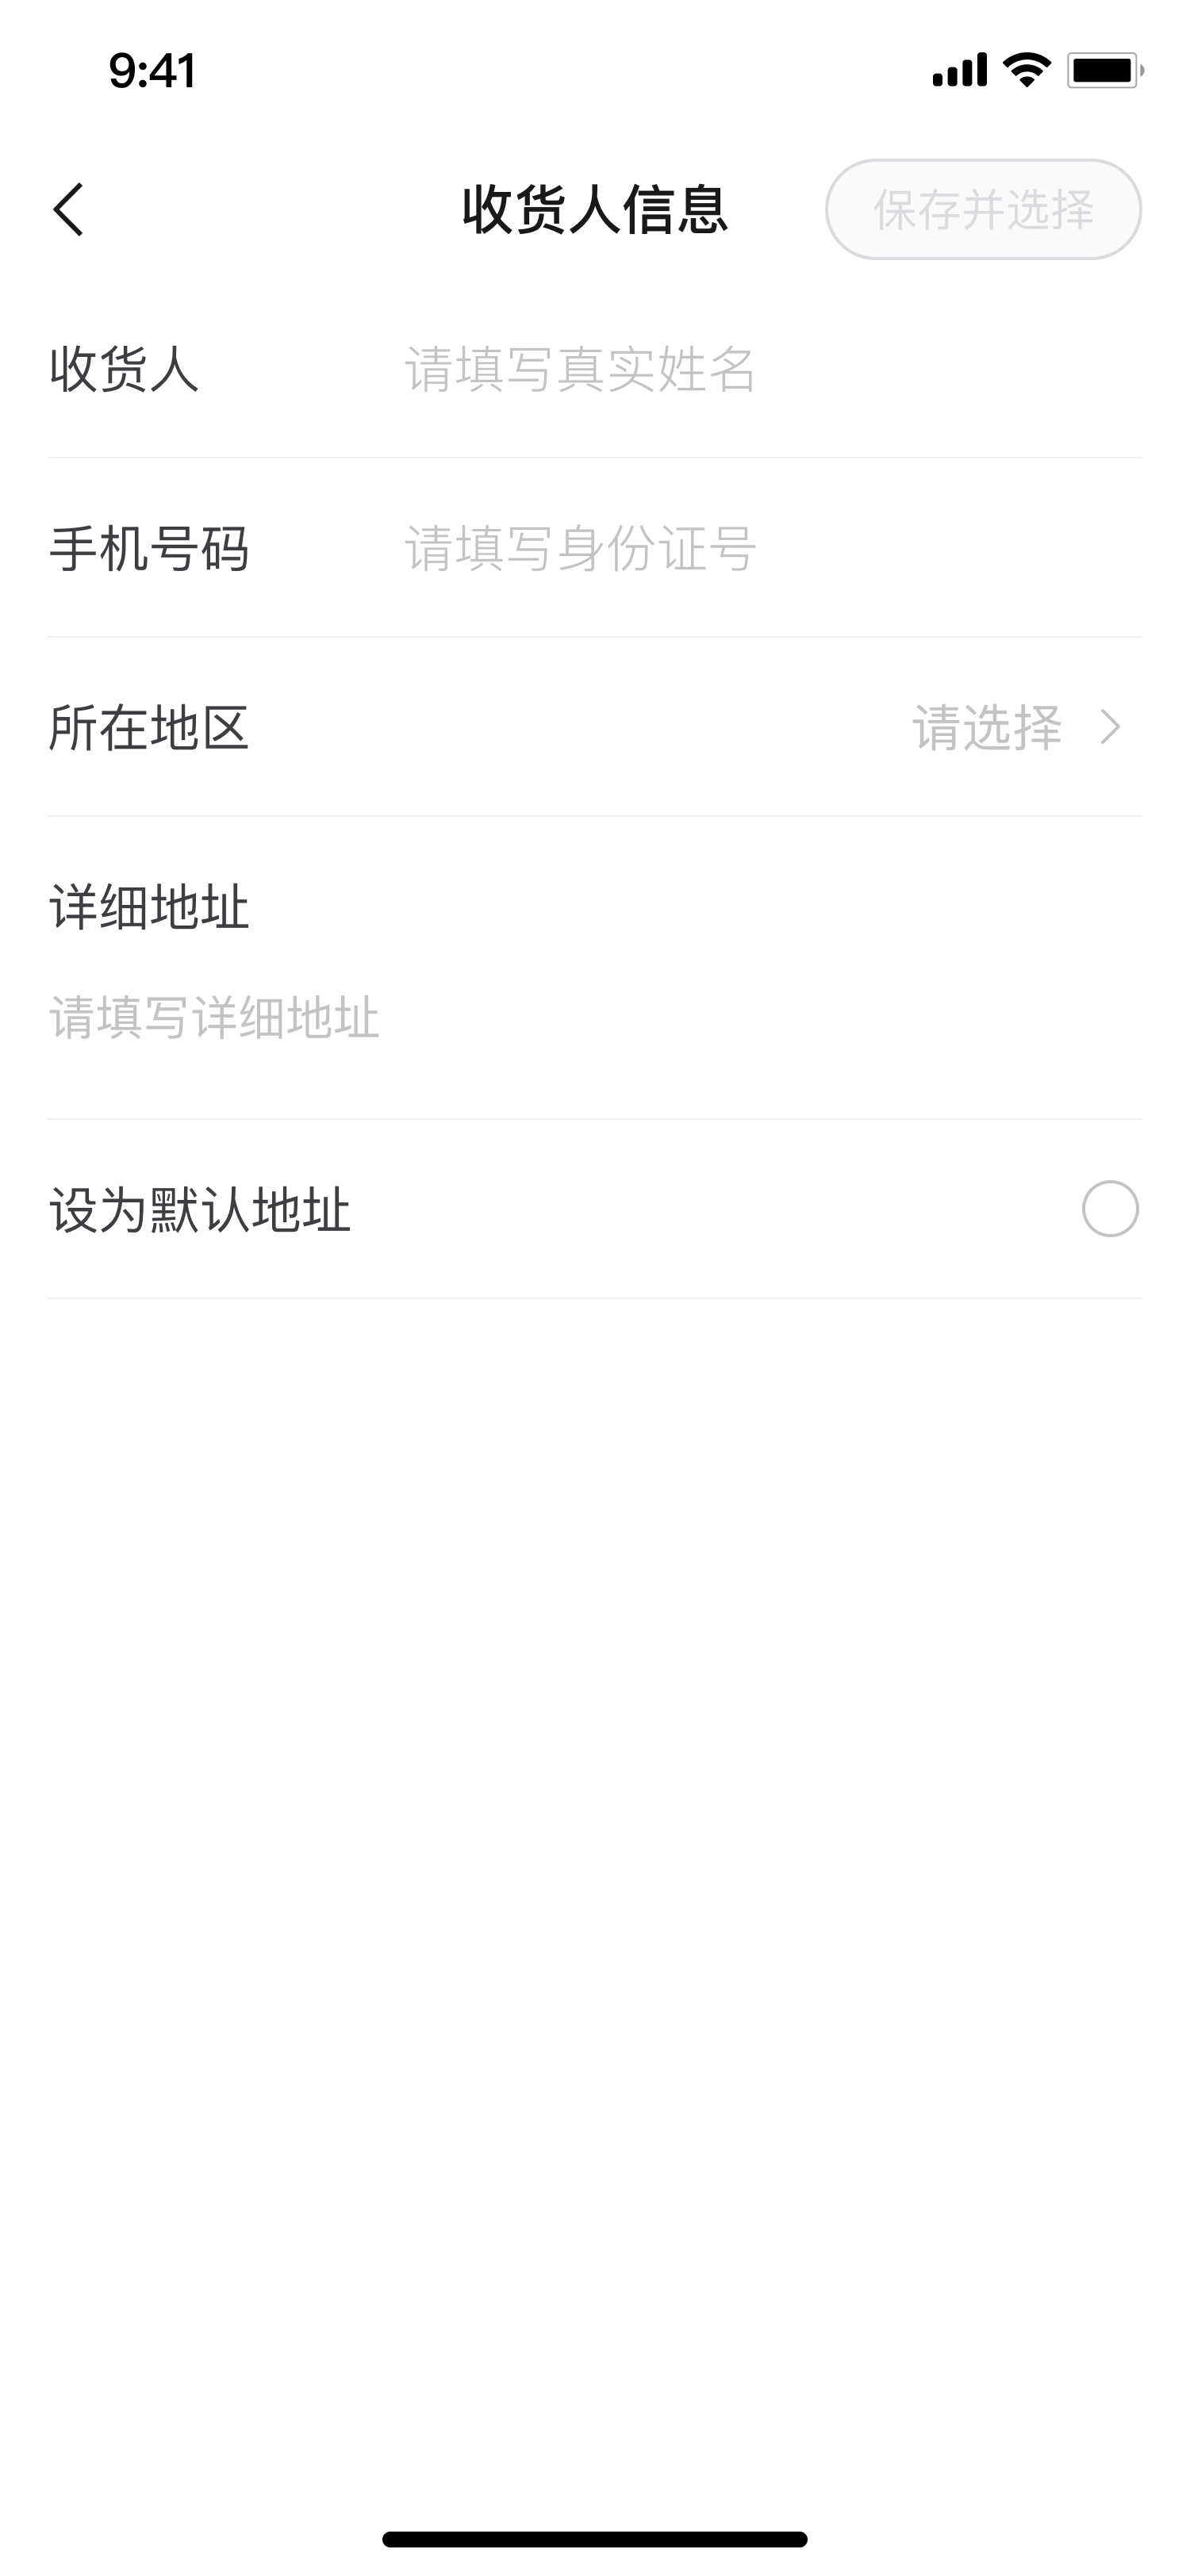 9:41
收货人信息
保存并选择
收货人
请填写真实姓名
手机号码
请填写身份证号
所在地区
请选择
详细地址
请填写详细地址
设为默认地址